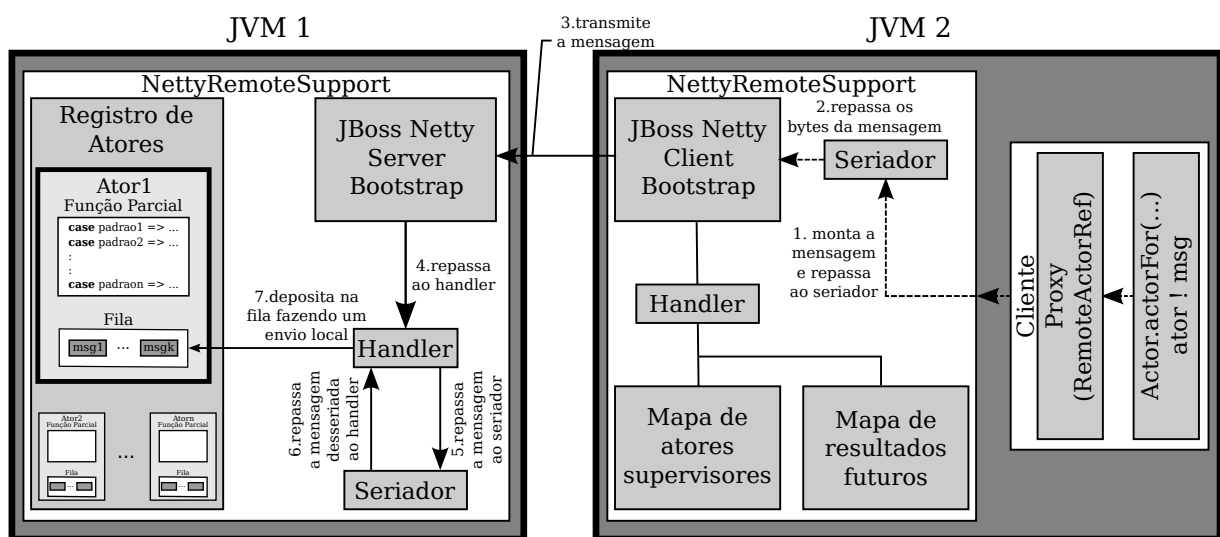 JVM 1
NettyRemoteSupport
Registro de
Atores
Ator1
Função Parcial
case padrao1 => ...
case padrao2 => ...
:
:
case padraon => ...
Fila
msg1
...
msgk
Ator2
Função Parcial
Fila
...
...
Atorn
Função Parcial
Fila
...
JBoss Netty
Server
Bootstrap
4.repassa
ao handler
7.deposita na
fila fazendo um
envio local
Handler
6.repassa
a mensagem
desseriada
ao handler
5.repassa
a mensagem
ao seriador
Seriador
3.transmite
a mensagem
JVM 2
NettyRemoteSupport
JBoss Netty
Client
Bootstrap
2.repassa os
bytes da mensagem
Seriador
1. monta a
mensagem
e repassa
ao seriador
Handler
Mapa de
atores
supervisores
Mapa de
resultados
futuros
Cliente
Proxy
(RemoteActorRef)
Actor.actorFor(...)
ator ! msg